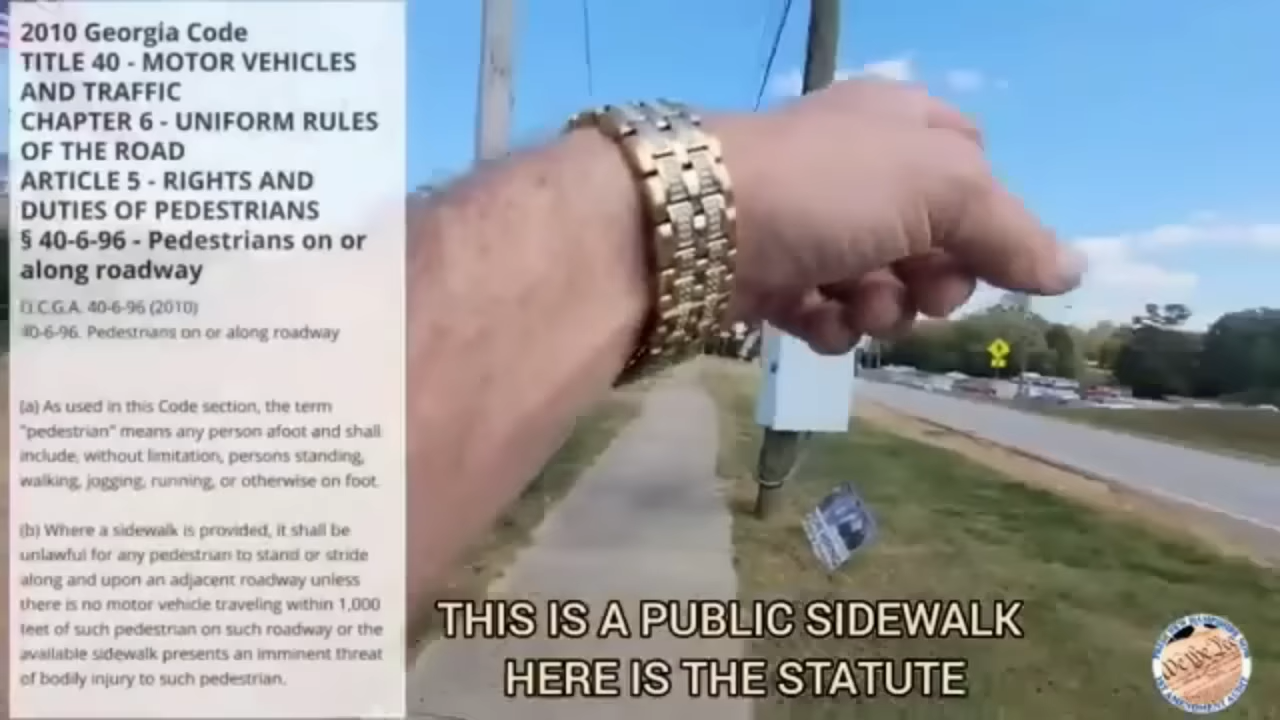 2010 Georgia Code
TITLE 40 - MOTOR VEHICLES
AND TRAFFIC
CHAPTER 6 - UNIFORM RULES
OF THE ROAD
ARTICLE 5 - RIGHTS AND
DUTIES OF PEDESTRIANS
§ 40-6-96 - Pedestrians on or
along roadway
O.C.G.A. 40-6-96 (2010)
40-6-96. Pedestrians on or along roadway
(a) As used in this Code section, the term
"pedestrian" means any person afoot and shall
include, without limitation, persons standing,
walking, jogging, running, or otherwise on foot.
(b) Where a sidewalk is provided, it shall be
unlawful for any pedestrian to stand or stride
along and upon an adjacent roadway unless
there is no motor vehicle traveling within 1,000
feet of such pedestrian on such roadway or the
available sidewalk presents an imminent threat
of bodily injury to such pedestrian.
THIS IS A PUBLIC SIDEWALK
HERE IS THE STATUTE
We the